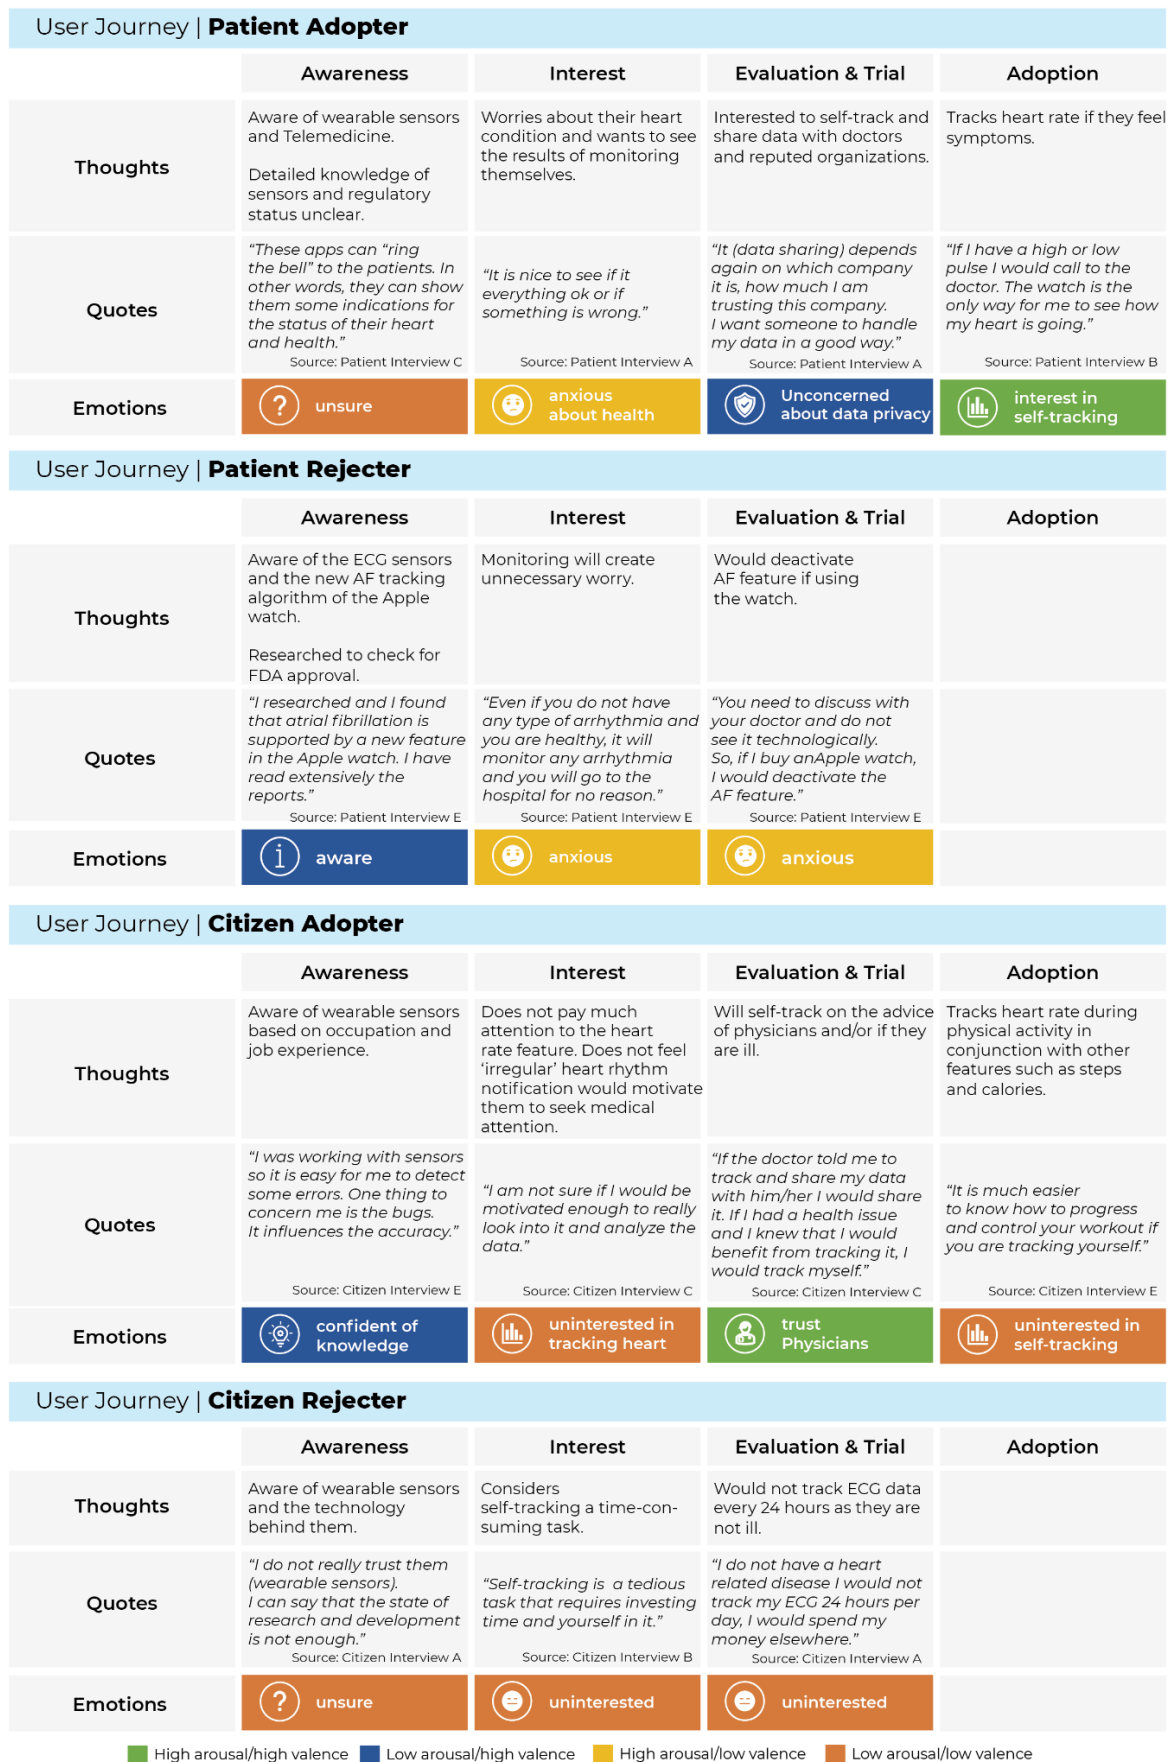 User Journey | Patient Adopter
Awareness
Interest
Evaluation & Trial
Adoption
Thoughts
Aware of wearable sensors
and Telemedicine.
Detailed knowledge of
sensors and regulatory
status unclear.
Worries about their heart
condition and wants to see
the results of monitoring
themselves.
Interested to self-track and
share data with doctors
and reputed organizations.
Tracks heart rate if they feel
symptoms.
Quotes
“These apps can “ring
the bell” to the patients. In
other words, they can show
them some indications for
the status of their heart
and health.”
Source: Patient Interview C
“It is nice to see if it
everything ok or if
something is wrong.”
Source: Patient Interview A
“It (data sharing) depends
again on which company
it is, how much I am
trusting this company.
I want someone to handle
my data in a good way.”
Source: Patient Interview A
“If I have a high or low
pulse I would call to the
doctor. The watch is the
only way for me to see how
my heart is going.”
Source: Patient Interview B
Emotions
unsure
anxious
about health
Unconcerned
about data privacy
interest in
self-tracking
User Journey | Patient Rejecter
Awareness
Interest
Evaluation & Trial
Adoption
Thoughts
Aware of the ECG sensors
and the new AF tracking
algorithm of the Apple
watch.
Researched to check for
FDA approval.
Monitoring will create
unnecessary worry.
Would deactivate
AF feature if using
the watch.
Quotes
“I researched and I found
that atrial fibrillation is
supported by a new feature
in the Apple watch. I have
read extensively the
reports.”
Source: Patient Interview E
“Even if you do not have
any type of arrhythmia and
you are healthy, it will
monitor any arrhythmia
and you will go to the
hospital for no reason.”
Source: Patient Interview E
“You need to discuss with
your doctor and do not
see it technologically.
So, if I buy anApple watch,
I would deactivate the
AF feature.”
Source: Patient Interview E
Emotions
aware
anxious
anxious
User Journey | Citizen Adopter
Awareness
Interest
Evaluation & Trial
Adoption
Thoughts
Aware of wearable sensors
based on occupation and
job experience.
Does not pay much
attention to the heart
rate feature. Does not feel
‘irregular’ heart rhythm
notification would motivate
them to seek medical
attention.
Will self-track on the advice
of physicians and/or if they
are ill.
Tracks heart rate during
physical activity in
conjunction with other
features such as steps
and calories.
Quotes
“I was working with sensors
so it is easy for me to detect
some errors. One thing to
concern me is the bugs.
It influences the accuracy.”
Source: Citizen Interview E
“I am not sure if I would be
motivated enough to really
look into it and analyze the
data.”
Source: Citizen Interview C
“If the doctor told me to
track and share my data
with him/her I would share
it. If I had a health issue
and I knew that I would
benefit from tracking it, I
would track myself.”
Source: Citizen Interview C
“It is much easier
to know how to progress
and control your workout if
you are tracking yourself.”
Source: Citizen Interview E
Emotions
confident of
knowledge
uninterested in
tracking heart
trust
Physicians
uninterested in
self-tracking
User Journey | Citizen Rejecter
Awareness
Interest
Evaluation & Trial
Adoption
Thoughts
Aware of wearable sensors
and the technology
behind them.
Considers
self-tracking a time-con-
suming task.
Would not track ECG data
every 24 hours as they are
not ill.
Quotes
“I do not really trust them
(wearable sensors).
I can say that the state of
research and development
is not enough.”
Source: Citizen Interview A
“Self-tracking is a tedious
task that requires investing
time and yourself in it.”
Source: Citizen Interview B
“I do not have a heart
related disease I would not
track my ECG 24 hours per
day, I would spend my
money elsewhere.”
Source: Citizen Interview A
Emotions
unsure
uninterested
uninterested
High arousal/high valence
Low arousal/high valence
High arousal/low valence
Low arousal/low valence